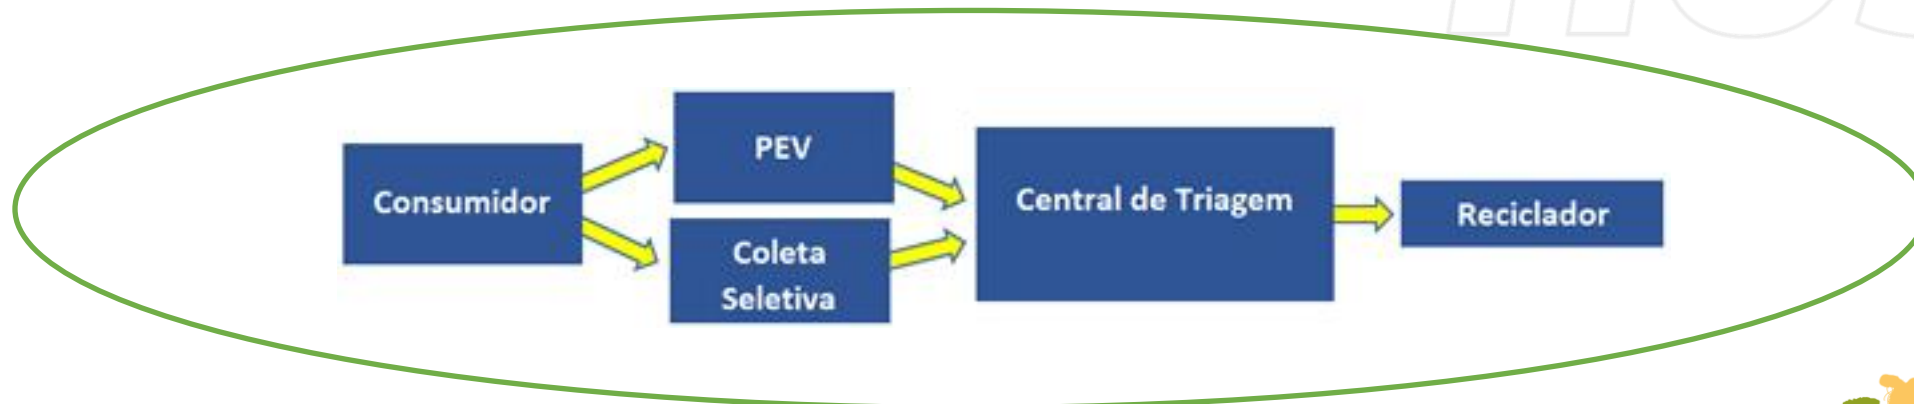 Consumidor
PEV
Coleta
Seletiva
Central de Triagem
Reciclador